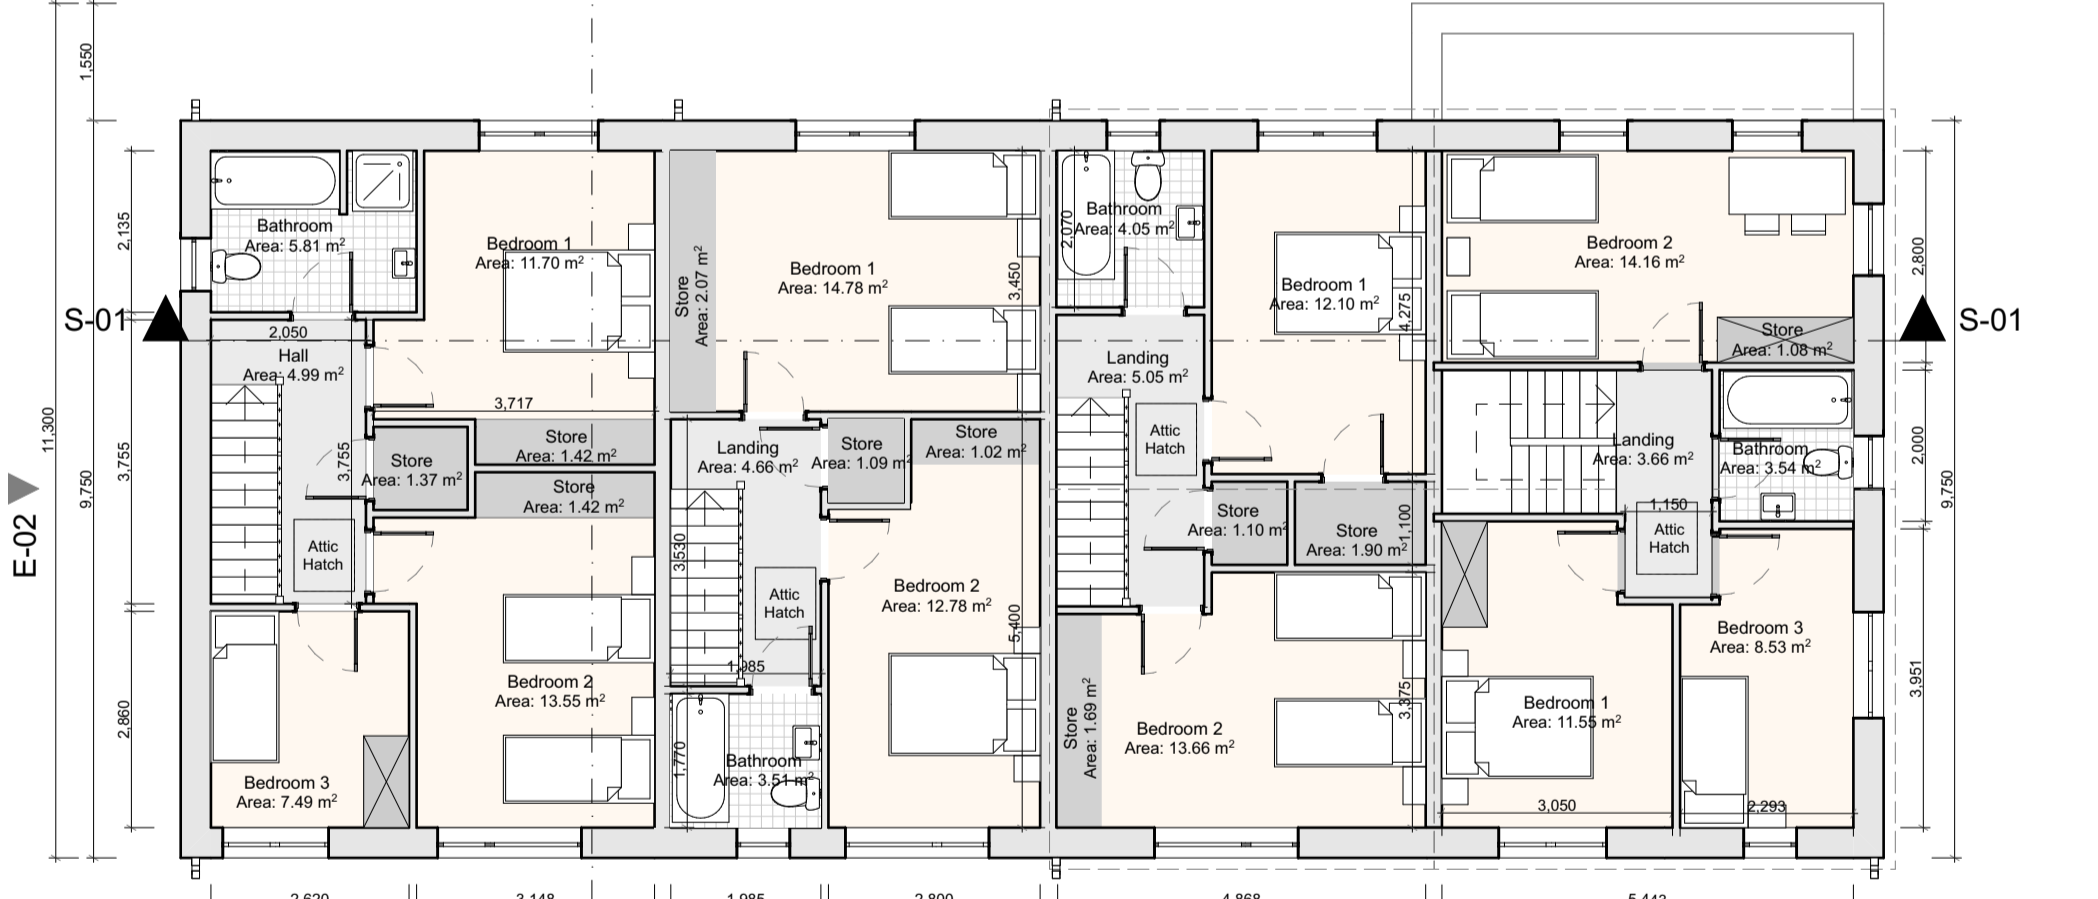 1,550
11,300
9,750
2,135
3,755
2,860
S-01
E-02
Bathroom
Area: 5.81 m²
2,050
Hall
Area: 4.99 m²
3,755
Attic
Hatch
Bedroom 3
Area: 7.49 m²
Bedroom 1
Area: 11.70 m²
3,717
Store
Area: 1.42 m²
Store
Area: 1.37 m²
Store
Area: 1.42 m²
Bedroom 2
Area: 13.55 m²
Store
Area: 2.07 m²
Bedroom 1
Area: 14.78 m²
3,450
Landing
Area: 4.66 m²
Store
Area: 1.09 m²
Store
Area: 1.02 m²
3,530
Attic
Hatch
1,985
Bedroom 2
Area: 12.78 m²
5,400
1,770
Bathroom
Area: 3.51 m²
2,070
Bathroom
Area: 4.05 m²
Bedroom 1
Area: 12.10 m²
4,275
Landing
Area: 5.05 m²
Attic
Hatch
Store
Area: 1.10 m²
Store
Area: 1.90 m²
1,100
Store
Area: 1.69 m²
Bedroom 2
Area: 13.66 m²
3,375
Bedroom 2
Area: 14.16 m²
Store
Area: 1.08 m²
Landing
Area: 3.66 m²
Bathroom
Area: 3.54 m²
1,150
Attic
Hatch
Bedroom 1
Area: 11.55 m²
3,050
Bedroom 3
Area: 8.53 m²
2,293
2,800
2,000
3,951
9,750
S-01
2,620
3,148
1,985
2,800
4,868